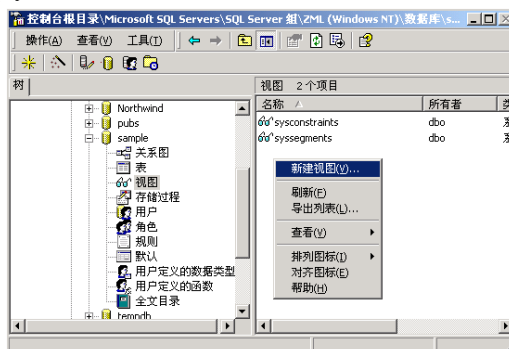 控制台根目录\Microsoft SQL Servers\SQL Server 组\ZML (Windows NT)\数据库\s...
操作(A) 查看(V) 工具(T)
树
视图 2个项目
名称 所有者
Northwind
pubs
sample
关系图
表
视图
存储过程
用户
角色
规则
默认
用户定义的数据类型
用户定义的函数
全文目录
tempdb
sysconstraints dbo
syssegments dbo
新建视图(V)...
刷新(F)
导出列表(L)...
查看(V)
排列图标(I)
对齐图标(E)
帮助(H)